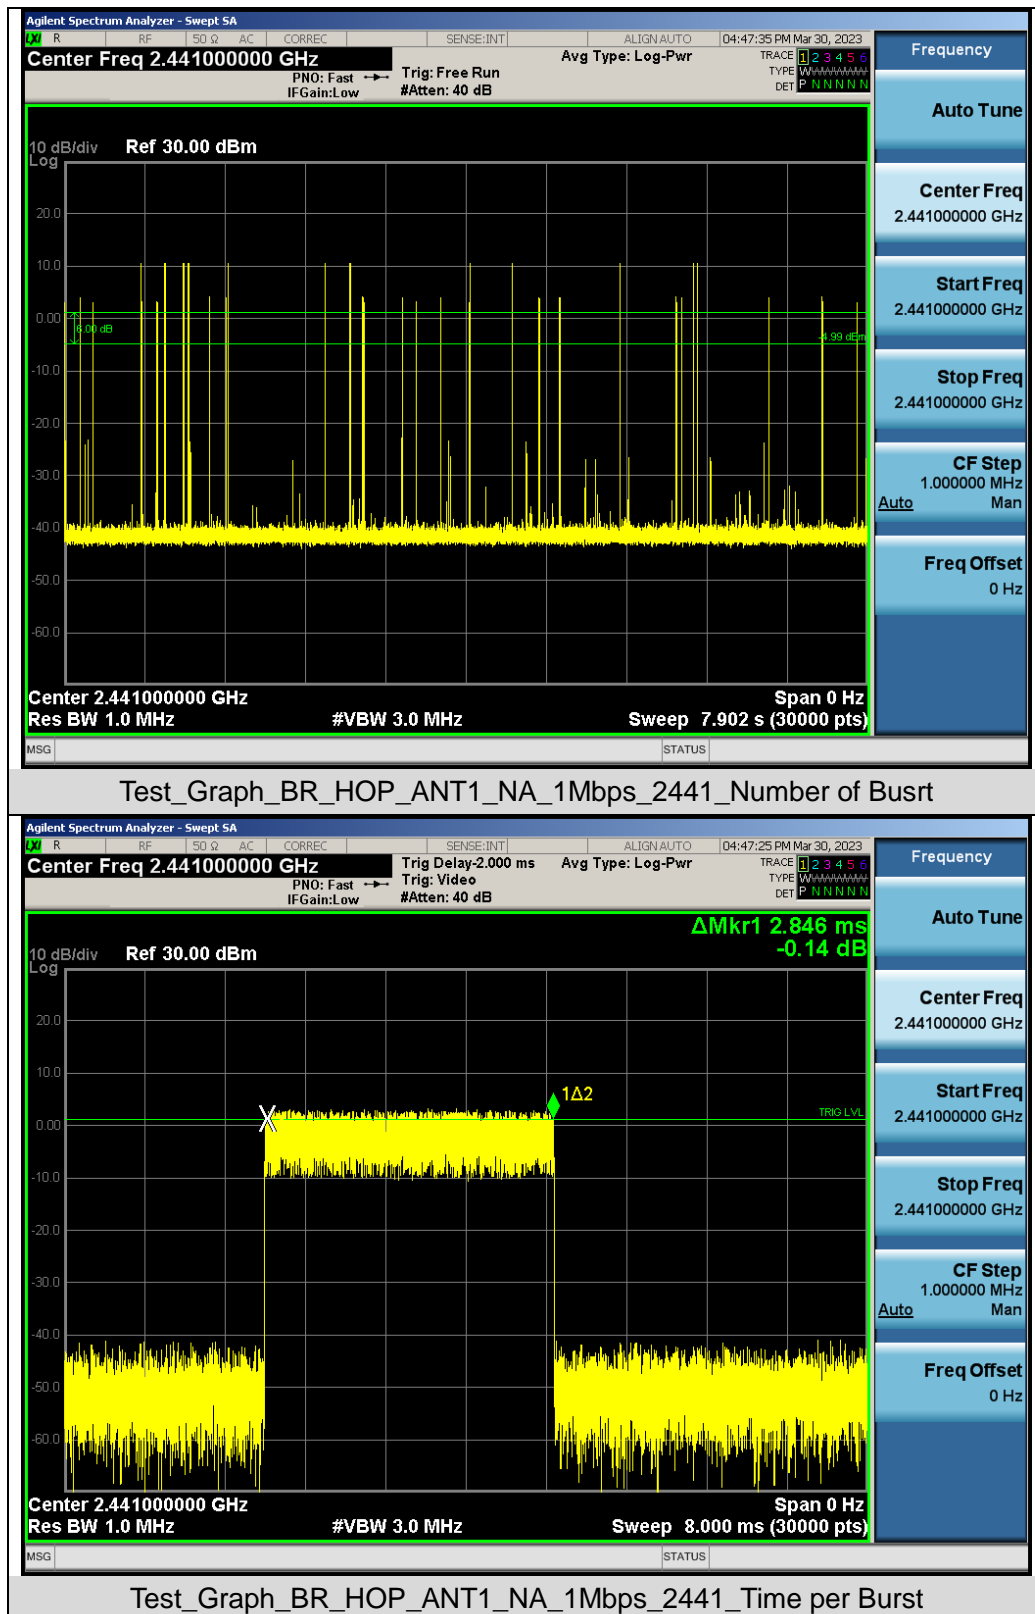 Agilent Spectrum Analyzer - Swept SA
LXI R RF 50 Ω AC CORREC SENSE:INT ALIGN AUTO 04:47:35 PM Mar 30, 2023
Center Freq 2.441000000 GHz
PNO: Fast
IFGain:Low
Trig: Free Run
#Atten: 40 dB
Avg Type: Log-Pwr
TRACE 1 2 3 4 5 6
TYPE WWWWWW
DET P N N N N N
10 dB/div
Log
Ref 30.00 dBm
20.0
10.0
0.00
-10.0
-20.0
-30.0
-40.0
-50.0
-60.0
6.00 dB
-4.99 dBm
Center 2.441000000 GHz
Span 0 Hz
Res BW 1.0 MHz
#VBW 3.0 MHz
Sweep 7.902 s (30000 pts)
MSG
STATUS
Frequency
Auto Tune
Center Freq
2.441000000 GHz
Start Freq
2.441000000 GHz
Stop Freq
2.441000000 GHz
CF Step
1.000000 MHz
Auto Man
Freq Offset
0 Hz
Test_Graph_BR_HOP_ANT1_NA_1Mbps_2441_Number of Busrt
Agilent Spectrum Analyzer - Swept SA
LXI R RF 50 Ω AC CORREC SENSE:INT ALIGN AUTO 04:47:25 PM Mar 30, 2023
Center Freq 2.441000000 GHz
PNO: Fast
IFGain:Low
Trig Delay-2.000 ms
Trig: Video
#Atten: 40 dB
Avg Type: Log-Pwr
TRACE 1 2 3 4 5 6
TYPE WWWWWW
DET P N N N N N
ΔMkr1 2.846 ms
-0.14 dB
10 dB/div
Log
Ref 30.00 dBm
20.0
10.0
0.00
-10.0
-20.0
-30.0
-40.0
-50.0
-60.0
1Δ2
TRIG LVL
Center 2.441000000 GHz
Span 0 Hz
Res BW 1.0 MHz
#VBW 3.0 MHz
Sweep 8.000 ms (30000 pts)
MSG
STATUS
Frequency
Auto Tune
Center Freq
2.441000000 GHz
Start Freq
2.441000000 GHz
Stop Freq
2.441000000 GHz
CF Step
1.000000 MHz
Auto Man
Freq Offset
0 Hz
Test_Graph_BR_HOP_ANT1_NA_1Mbps_2441_Time per Burst